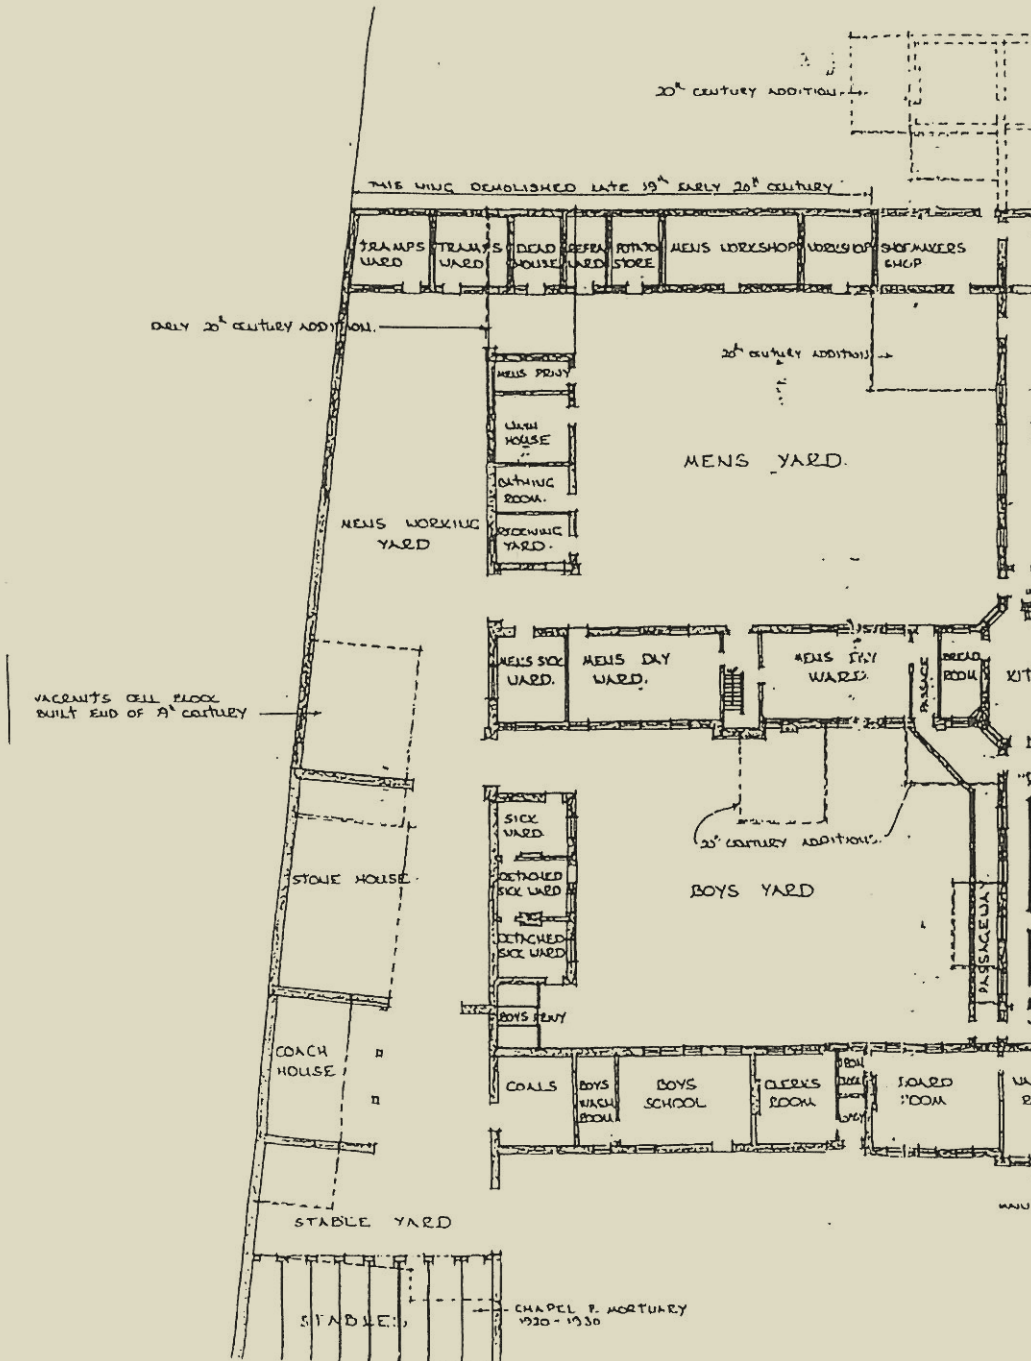 20th CENTURY ADDITION
THIS WING DEMOLISHED LATE 19th EARLY 20th CENTURY
TRAMPS
WARD
TRAMPS
WARD
DEAD
HOUSE
REFRA
WARD
POTATO
STORE
MENS WORKSHOP
WORKSHOP
SHOEMAKERS
SHOP
EARLY 20th CENTURY ADDITION.
20th CENTURY ADDITION
MENS PRIVY
WASH
HOUSE
BATHING
ROOM.
YARD.
MENS YARD.
MENS WORKING
YARD
MENS SICK
WARD.
MENS DAY
WARD.
MENS DAY
WARD.
PASSAGE
BREAD
ROOM
KIT
VAGRANTS CELL BLOCK
BUILT END OF 19th CENTURY
SICK
WARD.
DETACHED
SICK WARD
DETACHED
SICK WARD
20th CENTURY ADDITIONS.
STONE HOUSE
BOYS YARD
PASSAGEWAY
BOYS PRIVY
COACH
HOUSE
COALS
BOYS
WASH
ROOM
BOYS
SCHOOL
CLERKS
ROOM
BOARD
ROOM
STABLE YARD
STABLES
CHAPEL & MORTUARY
1920-1930